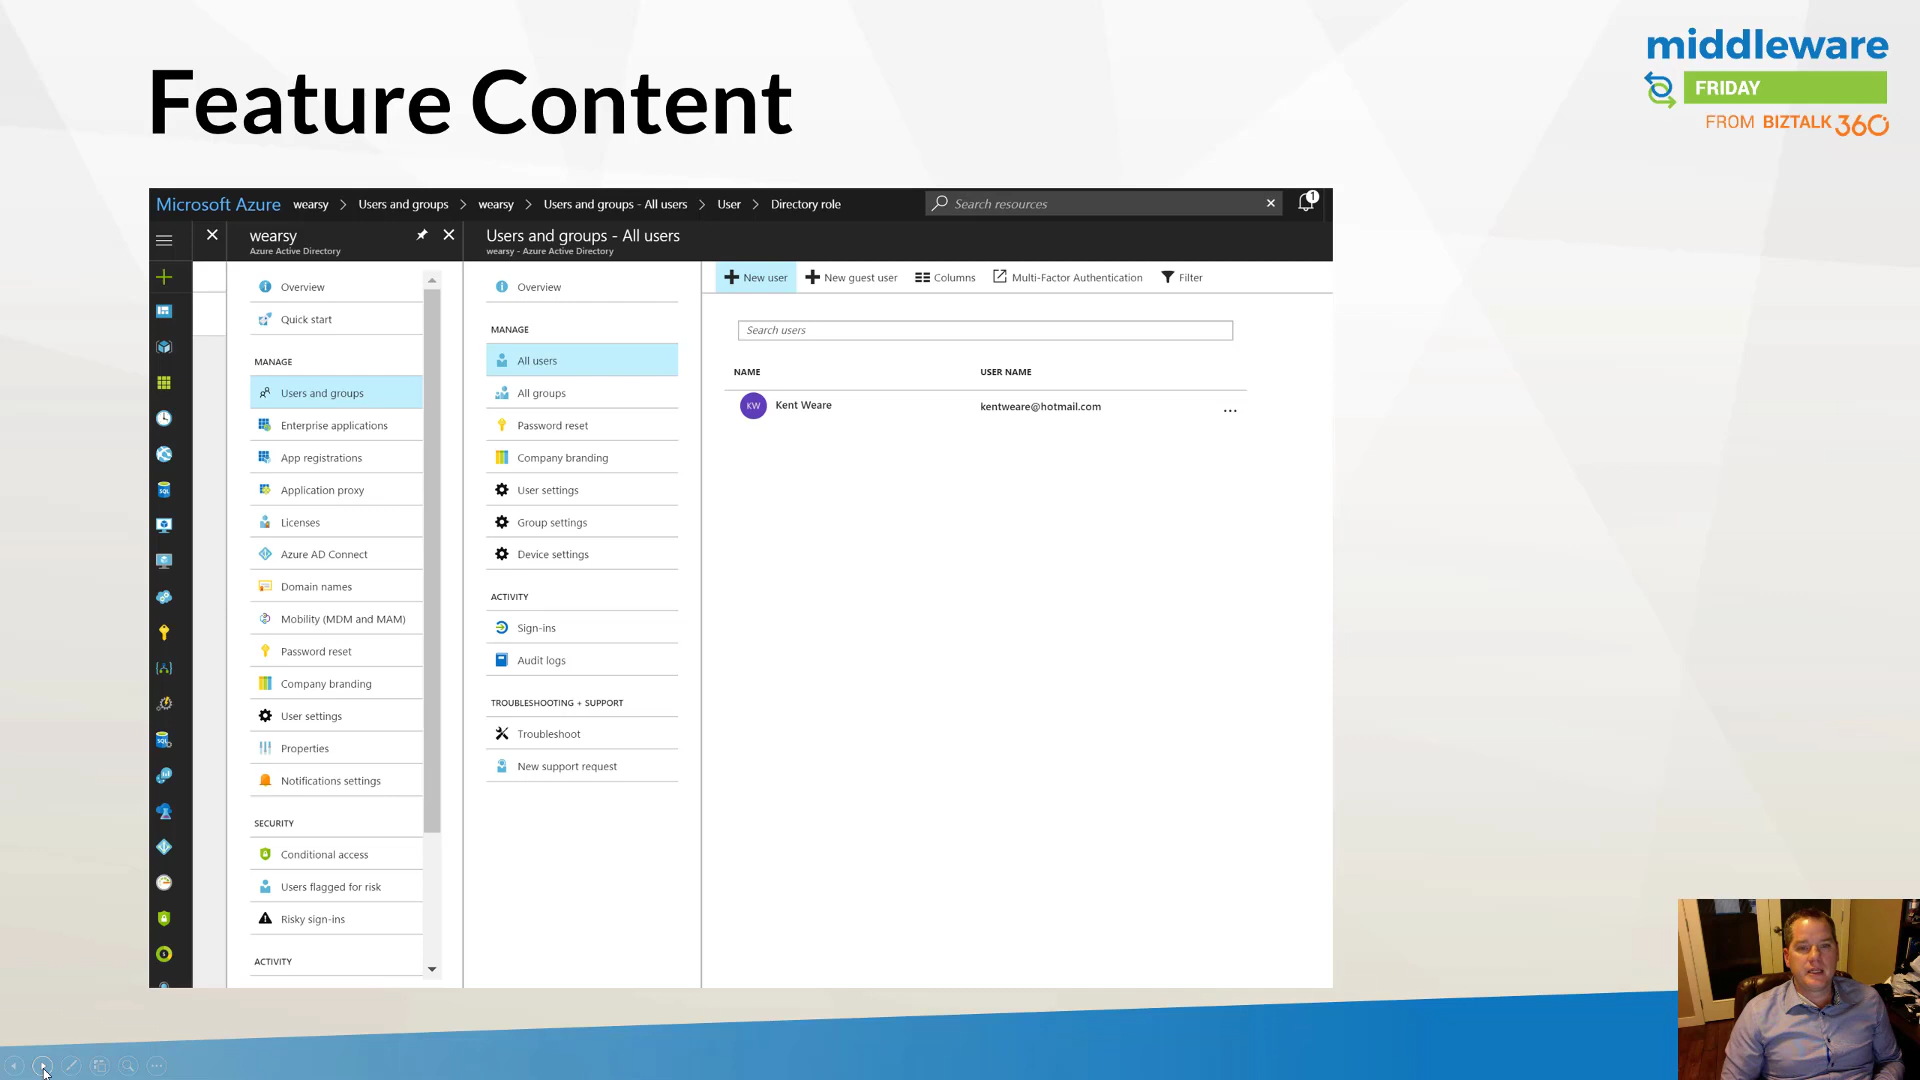 Feature Content
middleware
FRIDAY
FROM BIZTALK 360
Microsoft Azure wearsy > Users and groups > wearsy > Users and groups - All users > User > Directory role
Search resources
1
wearsy
Azure Active Directory
Overview
Quick start
MANAGE
Users and groups
Enterprise applications
App registrations
Application proxy
Licenses
Azure AD Connect
Domain names
Mobility (MDM and MAM)
Password reset
Company branding
User settings
Properties
Notifications settings
SECURITY
Conditional access
Users flagged for risk
Risky sign-ins
ACTIVITY
Users and groups - All users
wearsy - Azure Active Directory
Overview
MANAGE
All users
All groups
Password reset
Company branding
User settings
Group settings
Device settings
ACTIVITY
Sign-ins
Audit logs
TROUBLESHOOTING + SUPPORT
Troubleshoot
New support request
New user New guest user Columns Multi-Factor Authentication Filter
Search users
NAME USER NAME
KW Kent Weare kentweare@hotmail.com ...